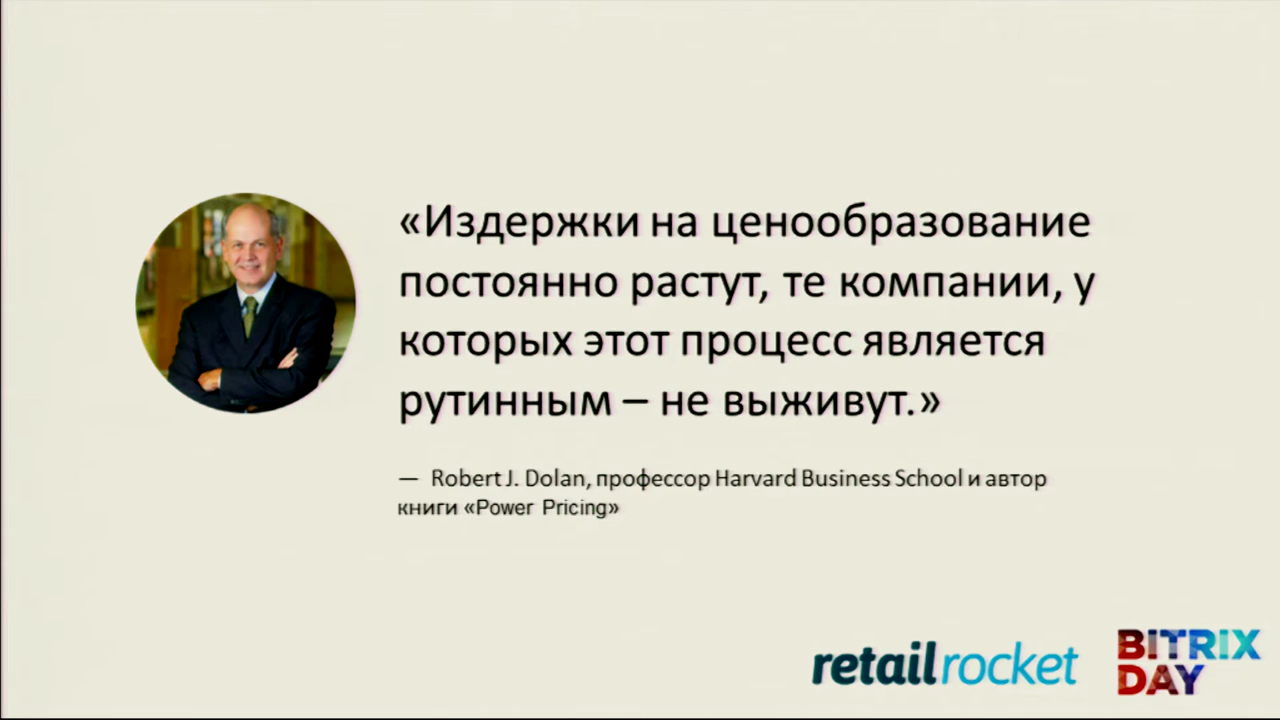 «Издержки на ценообразование
постоянно растут, те компании, у
которых этот процесс является
рутинным – не выживут.»
— Robert J. Dolan, профессор Harvard Business School и автор
книги «Power Pricing»
retailrocket
BITRIX
DAY